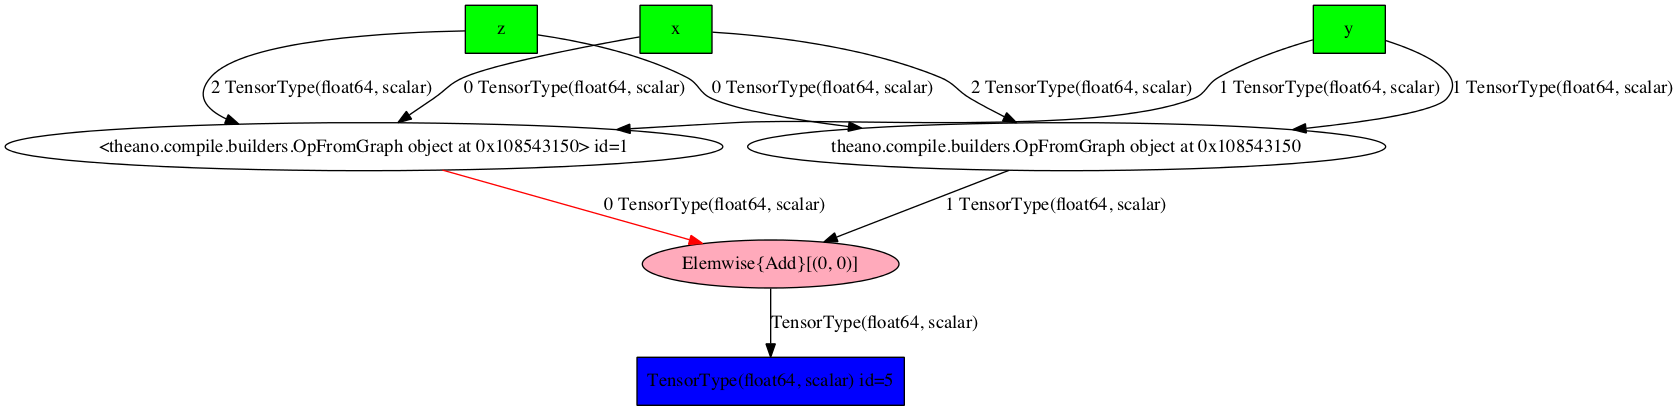 z
x
y
2 TensorType(float64, scalar)
0 TensorType(float64, scalar)
0 TensorType(float64, scalar)
2 TensorType(float64, scalar)
1 TensorType(float64, scalar)
1 TensorType(float64, scalar)
<theano.compile.builders.OpFromGraph object at 0x108543150> id=1
theano.compile.builders.OpFromGraph object at 0x108543150
0 TensorType(float64, scalar)
1 TensorType(float64, scalar)
Elemwise{Add}[(0, 0)]
TensorType(float64, scalar)
TensorType(float64, scalar) id=5